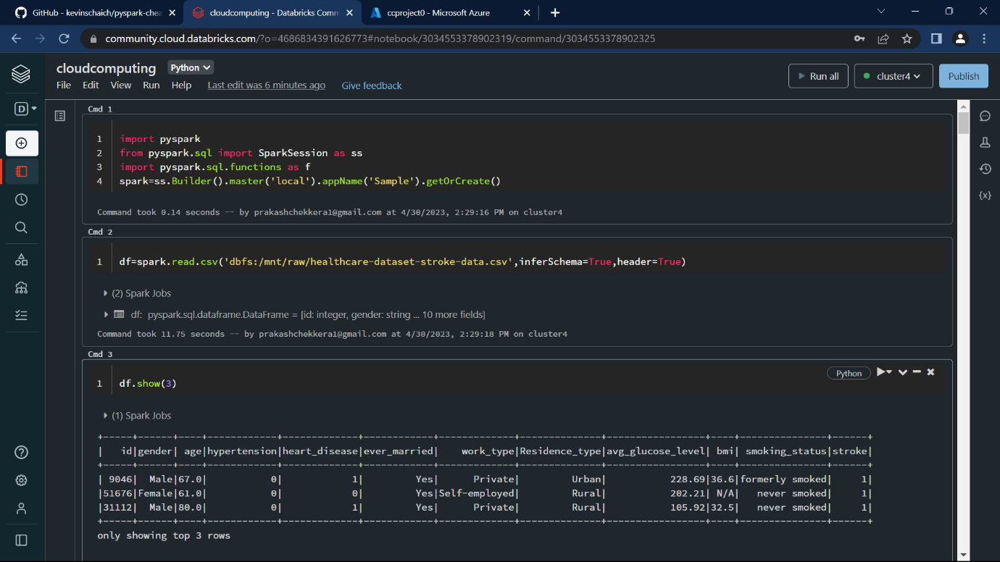 GitHub - kevinschaich/pyspark-chea
cloudcomputing - Databricks Comm
ccproject0 - Microsoft Azure
community.cloud.databricks.com/?o=4686834391626773#notebook/3034553378902319/command/3034553378902325
cloudcomputing Python
File Edit View Run Help Last edit was 6 minutes ago Give feedback
Run all cluster4 Publish
D
Cmd 1
1 import pyspark
2 from pyspark.sql import SparkSession as ss
3 import pyspark.sql.functions as f
4 spark=ss.Builder().master('local').appName('Sample').getOrCreate()
Command took 0.14 seconds -- by prakashchekkera1@gmail.com at 4/30/2023, 2:29:16 PM on cluster4
Cmd 2
1 df=spark.read.csv('dbfs:/mnt/raw/healthcare-dataset-stroke-data.csv',inferSchema=True,header=True)
(2) Spark Jobs
df: pyspark.sql.dataframe.DataFrame = [id: integer, gender: string ... 10 more fields]
Command took 11.75 seconds -- by prakashchekkera1@gmail.com at 4/30/2023, 2:29:18 PM on cluster4
Cmd 3
Python
1 df.show(3)
(1) Spark Jobs
+-----+------+----+------------+-------------+------------+-------------+--------------+-----------------+----+---------------+------+
|   id|gender| age|hypertension|heart_disease|ever_married|    work_type|Residence_type|avg_glucose_level| bmi| smoking_status|stroke|
+-----+------+----+------------+-------------+------------+-------------+--------------+-----------------+----+---------------+------+
| 9046|  Male|67.0|           0|            1|         Yes|      Private|         Urban|           228.69|36.6|formerly smoked|     1|
|51676|Female|61.0|           0|            0|         Yes|Self-employed|         Rural|           202.21| N/A|   never smoked|     1|
|31112|  Male|80.0|           0|            1|         Yes|      Private|         Rural|           105.92|32.5|   never smoked|     1|
+-----+------+----+------------+-------------+------------+-------------+--------------+-----------------+----+---------------+------+
only showing top 3 rows